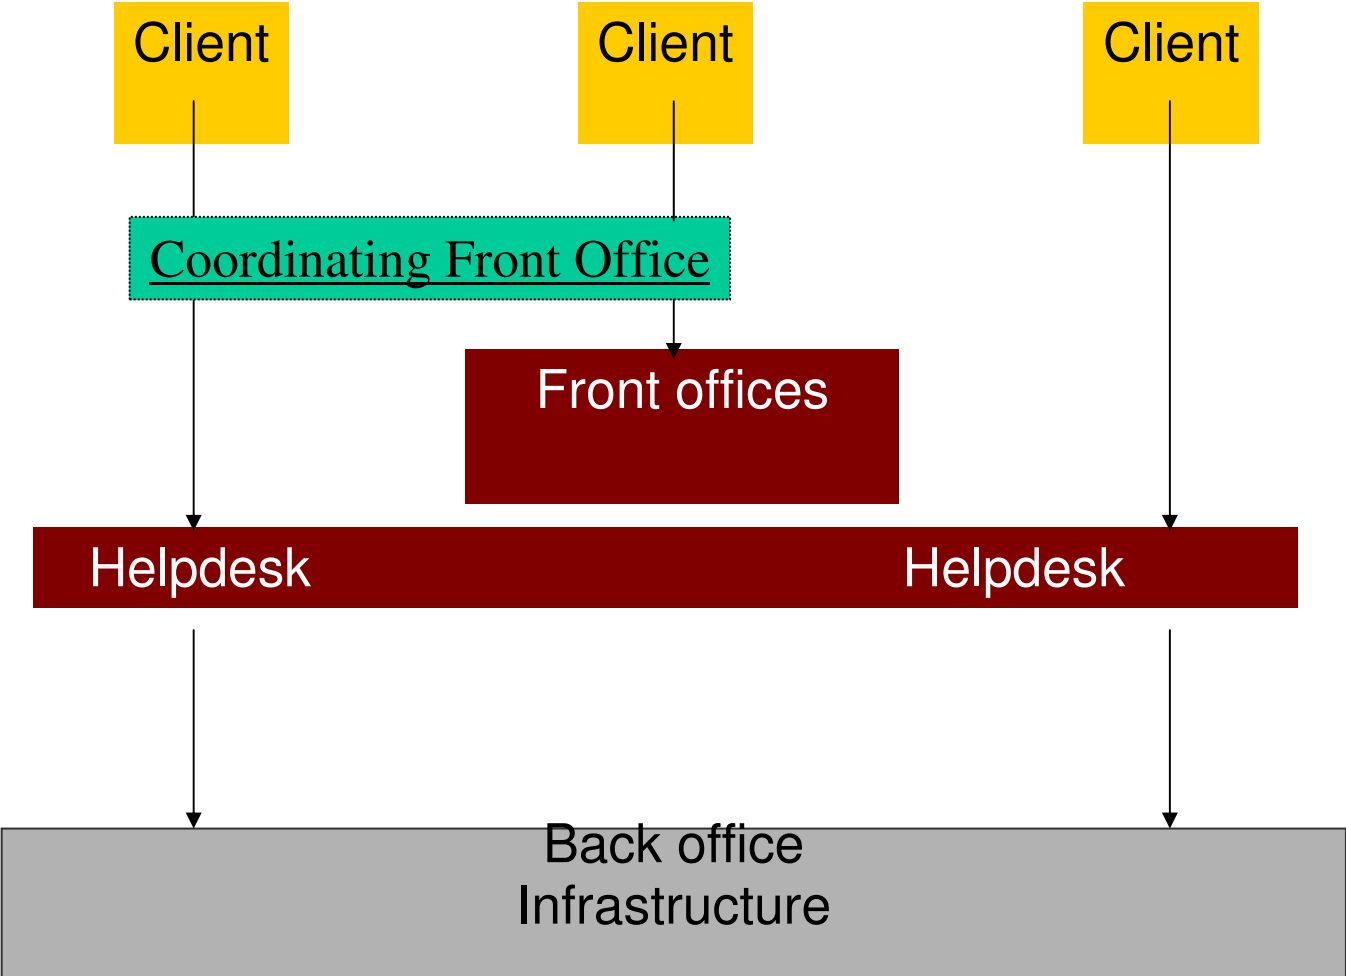 Client
Client
Client
Coordinating Front Office
Front offices
Helpdesk
Helpdesk
Back office
Infrastructure